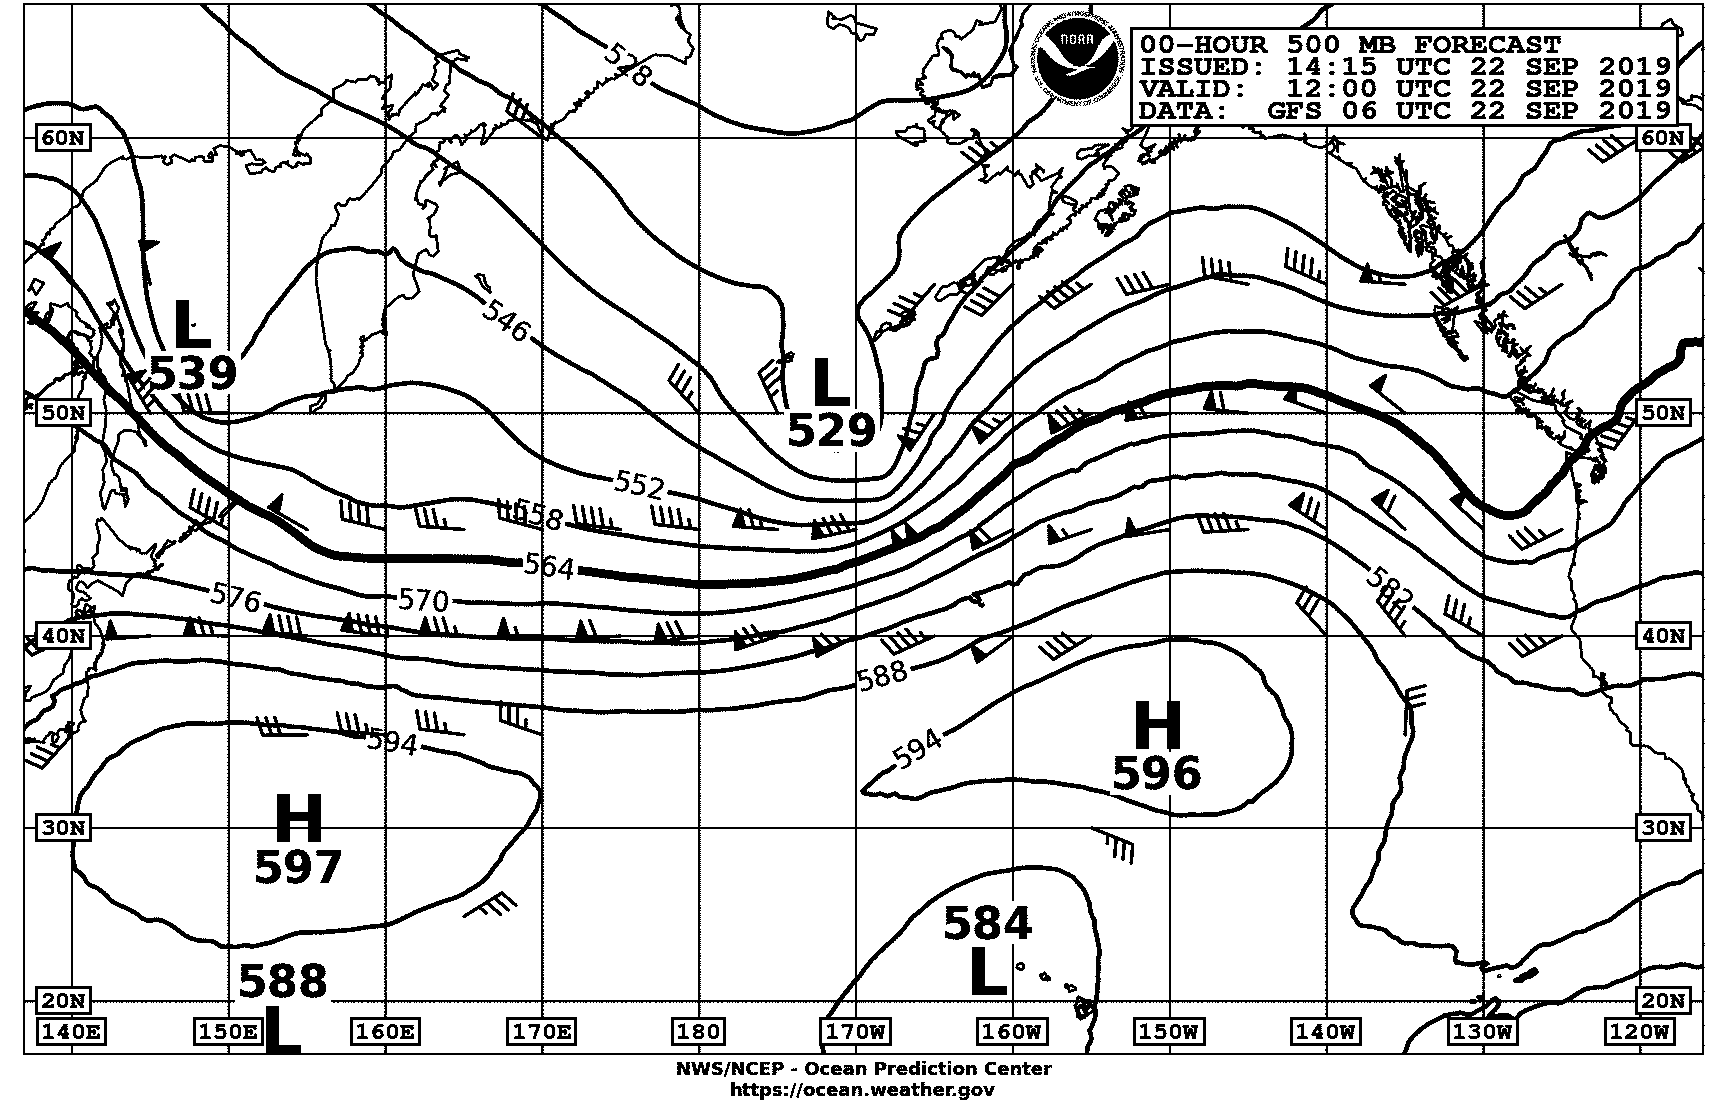 528
NOAA
00-HOUR 500 MB FORECAST
ISSUED: 14:15 UTC 22 SEP 2019
VALID: 12:00 UTC 22 SEP 2019
DATA: GFS 06 UTC 22 SEP 2019
60N
60N
546
L
539
L
529
50N
50N
552
558
564
576
570
582
40N
40N
588
594
594
H
596
H
597
30N
30N
584
L
588
L
20N
20N
140E 150E 160E 170E 180 170W 160W 150W 140W 130W 120W
NWS/NCEP - Ocean Prediction Center
https://ocean.weather.gov